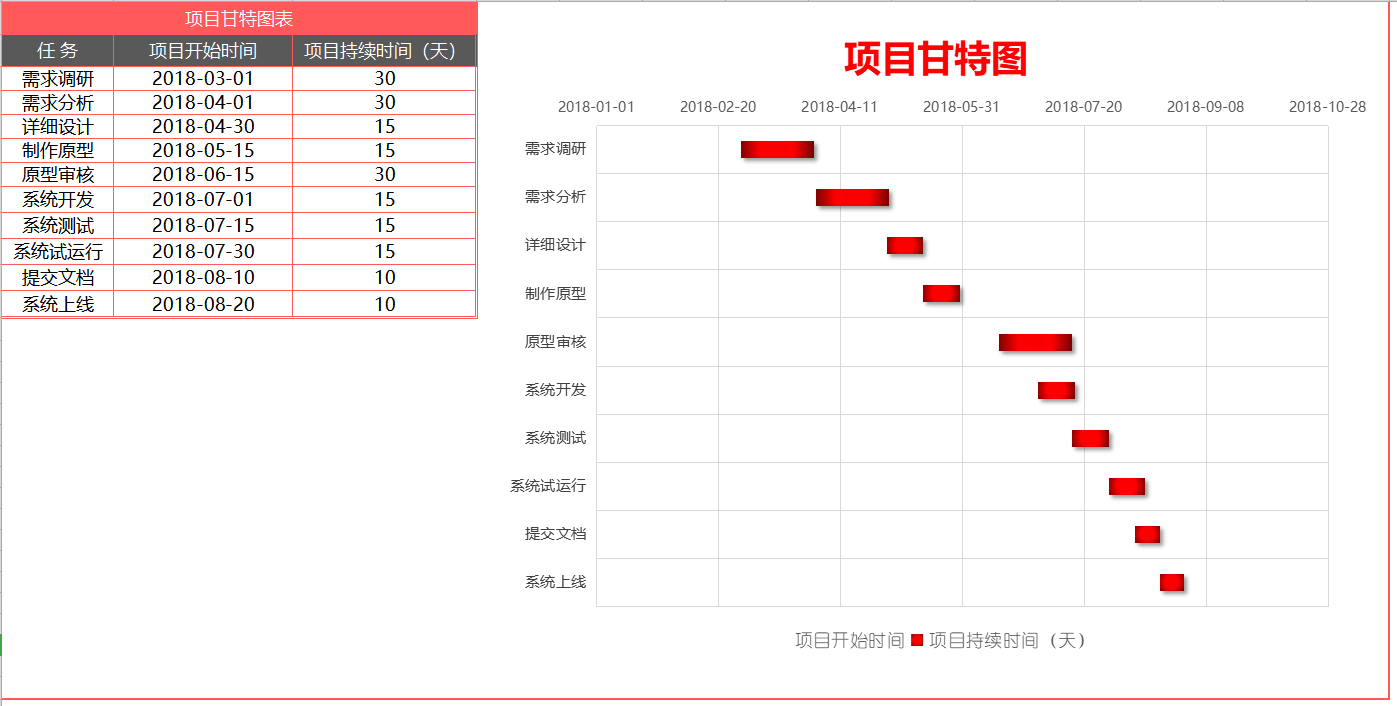 项目甘特图表
任 务 项目开始时间 项目持续时间（天）
需求调研 2018-03-01 30
需求分析 2018-04-01 30
详细设计 2018-04-30 15
制作原型 2018-05-15 15
原型审核 2018-06-15 30
系统开发 2018-07-01 15
系统测试 2018-07-15 15
系统试运行 2018-07-30 15
提交文档 2018-08-10 10
系统上线 2018-08-20 10
项目甘特图
2018-01-01 2018-02-20 2018-04-11 2018-05-31 2018-07-20 2018-09-08 2018-10-28
需求调研
需求分析
详细设计
制作原型
原型审核
系统开发
系统测试
系统试运行
提交文档
系统上线
项目开始时间 项目持续时间（天）